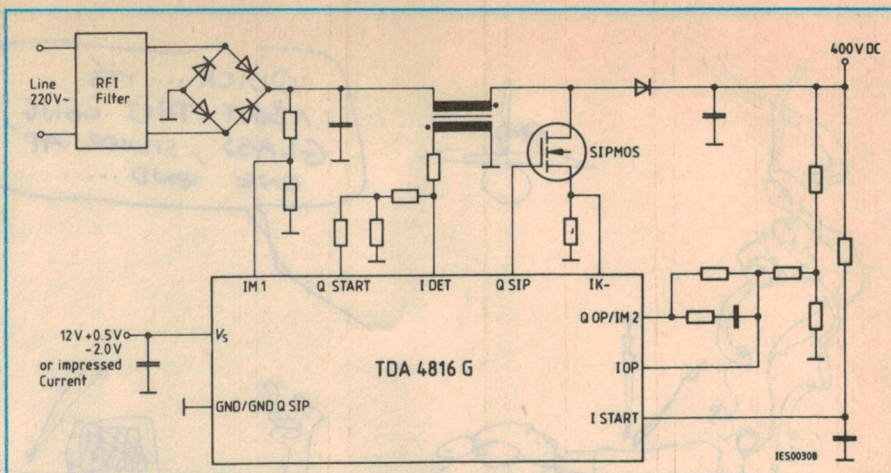 400V DC
Line
220V~
RFI
Filter
SIPMOS
IM 1
Q START
I DET
Q SIP
IK-
12V +0.5V
-2.0V
or impressed
Current
VS
TDA 4816 G
Q OP/IM 2
I OP
GND/GND Q SIP
I START
IES00308
GLASS